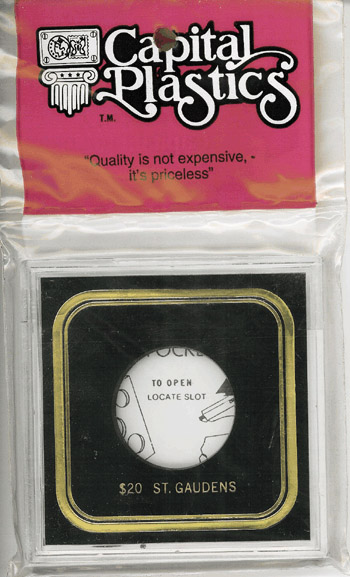 Capital
Plastics
T.M.
"Quality is not expensive, -
it's priceless"
TO OPEN
LOCATE SLOT
$20 ST. GAUDENS